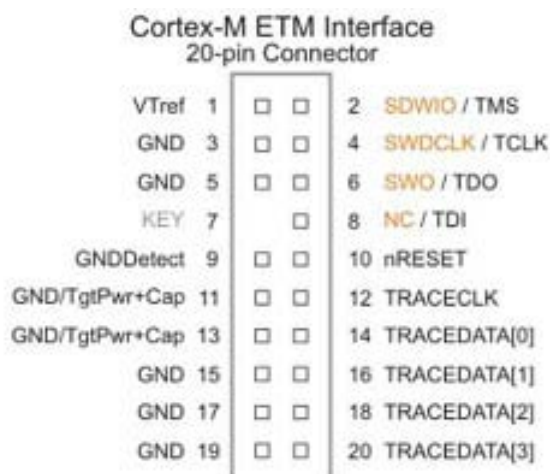 Cortex-M ETM Interface
20-pin Connector
VTref 1 2 SDWIO / TMS
GND 3 4 SWDCLK / TCLK
GND 5 6 SWO / TDO
KEY 7 8 NC / TDI
GNDDetect 9 10 nRESET
GND/TgtPwr+Cap 11 12 TRACECLK
GND/TgtPwr+Cap 13 14 TRACEDATA[0]
GND 15 16 TRACEDATA[1]
GND 17 18 TRACEDATA[2]
GND 19 20 TRACEDATA[3]